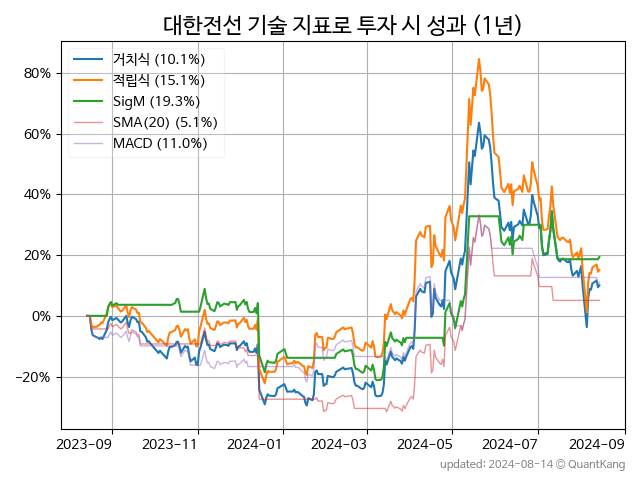 대한전선 기술 지표로 투자 시 성과 (1년)
거치식 (10.1%)
적립식 (15.1%)
SigM (19.3%)
SMA(20) (5.1%)
MACD (11.0%)
80%
60%
40%
20%
0%
−20%
2023-09 2023-11 2024-01 2024-03 2024-05 2024-07 2024-09
updated: 2024-08-14 © QuantKang